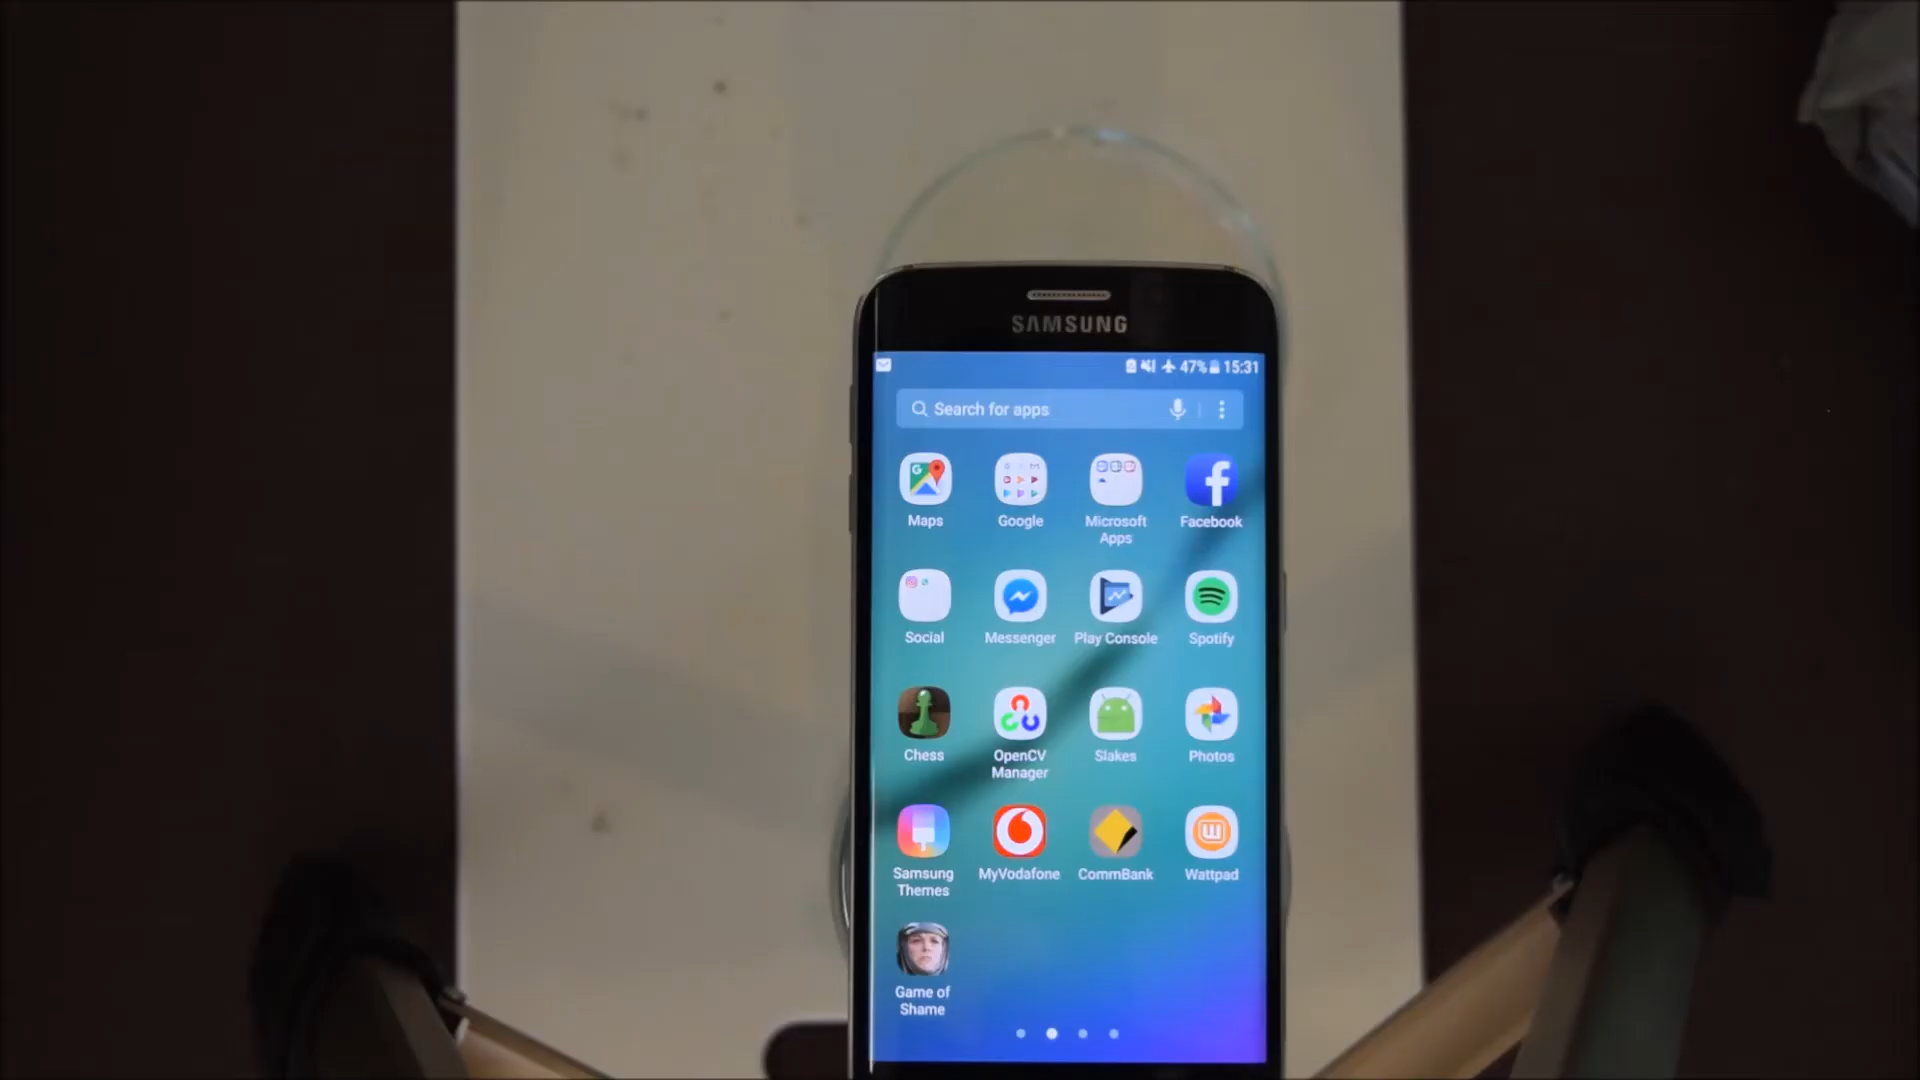 SAMSUNG
47% 15:31
Search for apps
Maps
Google
Microsoft
Apps
Facebook
Social
Messenger
Play Console
Spotify
Chess
OpenCV
Manager
Slakes
Photos
Samsung
Themes
MyVodafone
CommBank
Wattpad
Game of
Shame